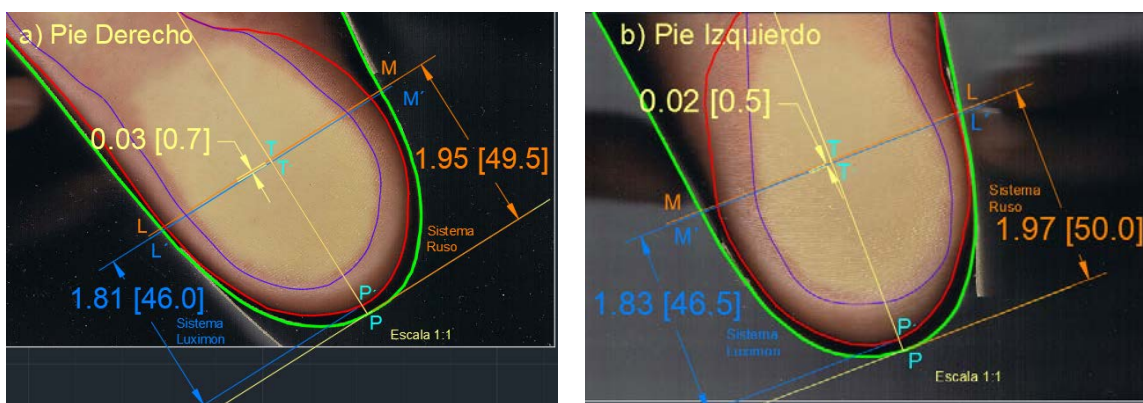 a) Pie Derecho
M
M´
0.03 [0.7]
T
T
1.95 [49.5]
L
L´
Sistema
Ruso
1.81 [46.0]
Sistema
Luximon
P´
P
Escala 1:1
b) Pie Izquierdo
0.02 [0.5]
L
L´
T
T
Sistema
Ruso
M
M´
1.97 [50.0]
1.83 [46.5]
Sistema
Luximon
P´
P
Escala 1:1